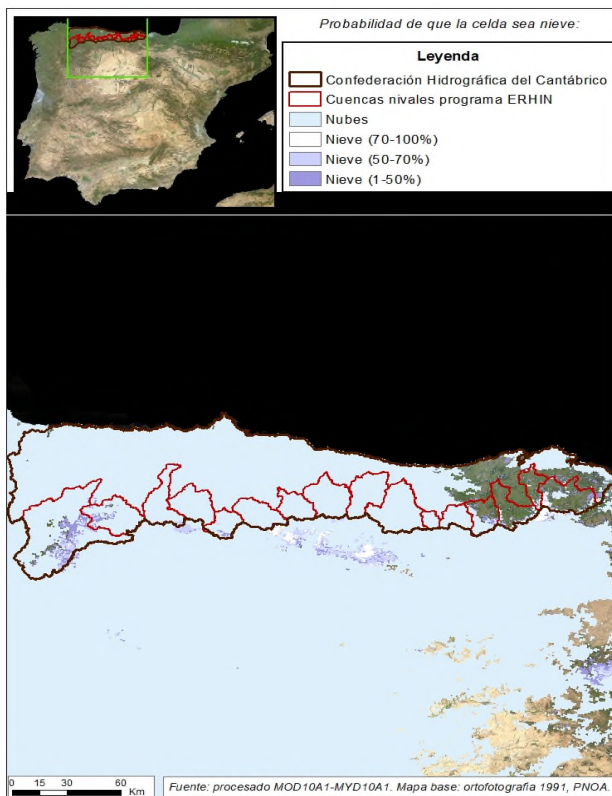 Probabilidad de que la celda sea nieve:
Leyenda
Confederación Hidrográfica del Cantábrico
Cuencas nivales programa ERHIN
Nubes
Nieve (70-100%)
Nieve (50-70%)
Nieve (1-50%)
0 15 30 60
Km
Fuente: procesado MOD10A1-MYD10A1. Mapa base: ortofotografia 1991, PNOA.